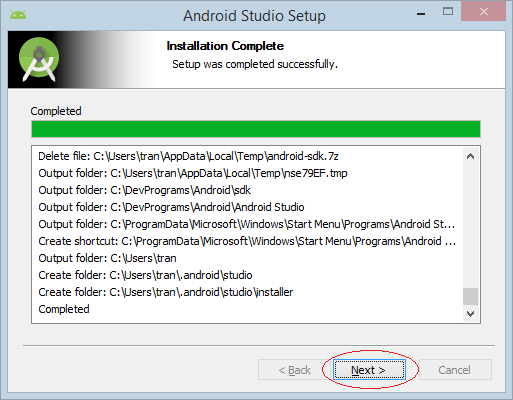 Android Studio Setup
Installation Complete
Setup was completed successfully.
Completed
Delete file: C:\Users\tran\AppData\Local\Temp\android-sdk.7z
Output folder: C:\Users\tran\AppData\Local\Temp\nse79EF.tmp
Output folder: C:\DevPrograms\Android\sdk
Output folder: C:\DevPrograms\Android\Android Studio
Output folder: C:\ProgramData\Microsoft\Windows\Start Menu\Programs\Android St...
Create shortcut: C:\ProgramData\Microsoft\Windows\Start Menu\Programs\Android ...
Output folder: C:\Users\tran
Create folder: C:\Users\tran\.android\studio
Create folder: C:\Users\tran\.android\studio\installer
Completed
< Back Next > Cancel